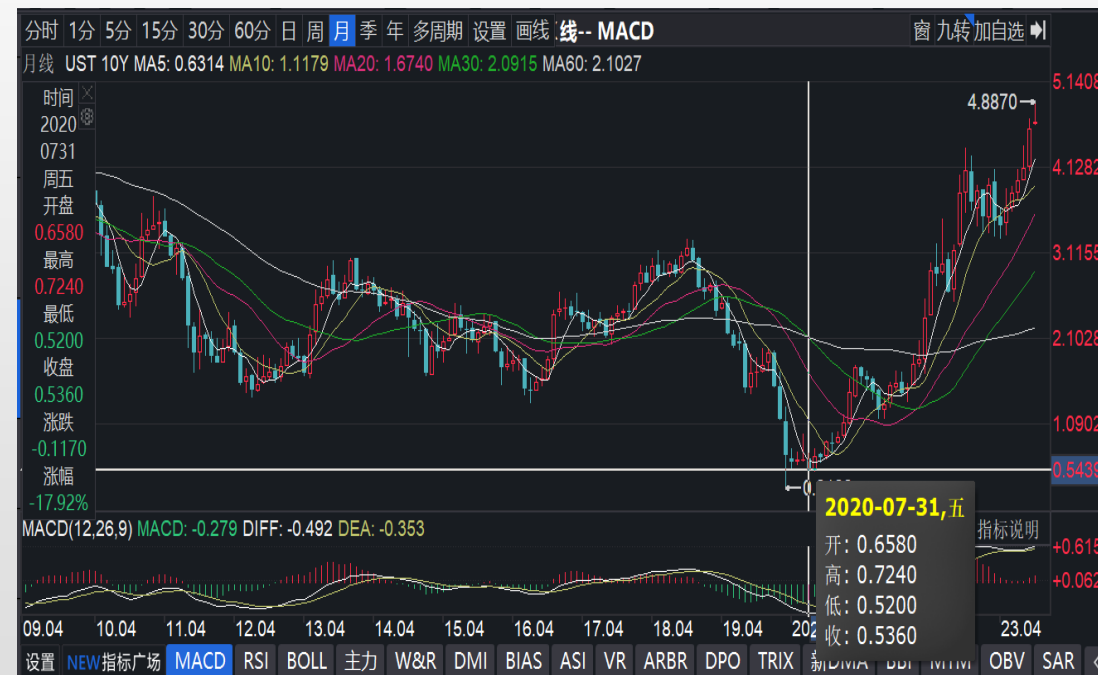 分时 1分 5分 15分 30分 60分 日 周 月 季 年 多周期 设置 画线 线-- MACD 窗 九转 加自选
月线 UST 10Y MA5: 0.6314 MA10: 1.1179 MA20: 1.6740 MA30: 2.0915 MA60: 2.1027
5.1408
时间
4.8870
2020
0731
4.1282
周五
开盘
0.6580
3.1155
最高
0.7240
最低
0.5200
2.1028
收盘
0.5360
涨跌
1.0902
-0.1170
涨幅
0.5439
-17.92%
2020-07-31,五
开: 0.6580
高: 0.7240
低: 0.5200
收: 0.5360
MACD(12,26,9) MACD: -0.279 DIFF: -0.492 DEA: -0.353 指标说明
+0.615
+0.062
09.04 10.04 11.04 12.04 13.04 14.04 15.04 16.04 17.04 18.04 19.04 23.04
设置 NEW 指标广场 MACD RSI BOLL 主力 W&R DMI BIAS ASI VR ARBR DPO TRIX 新DMA BBI MTM OBV SAR